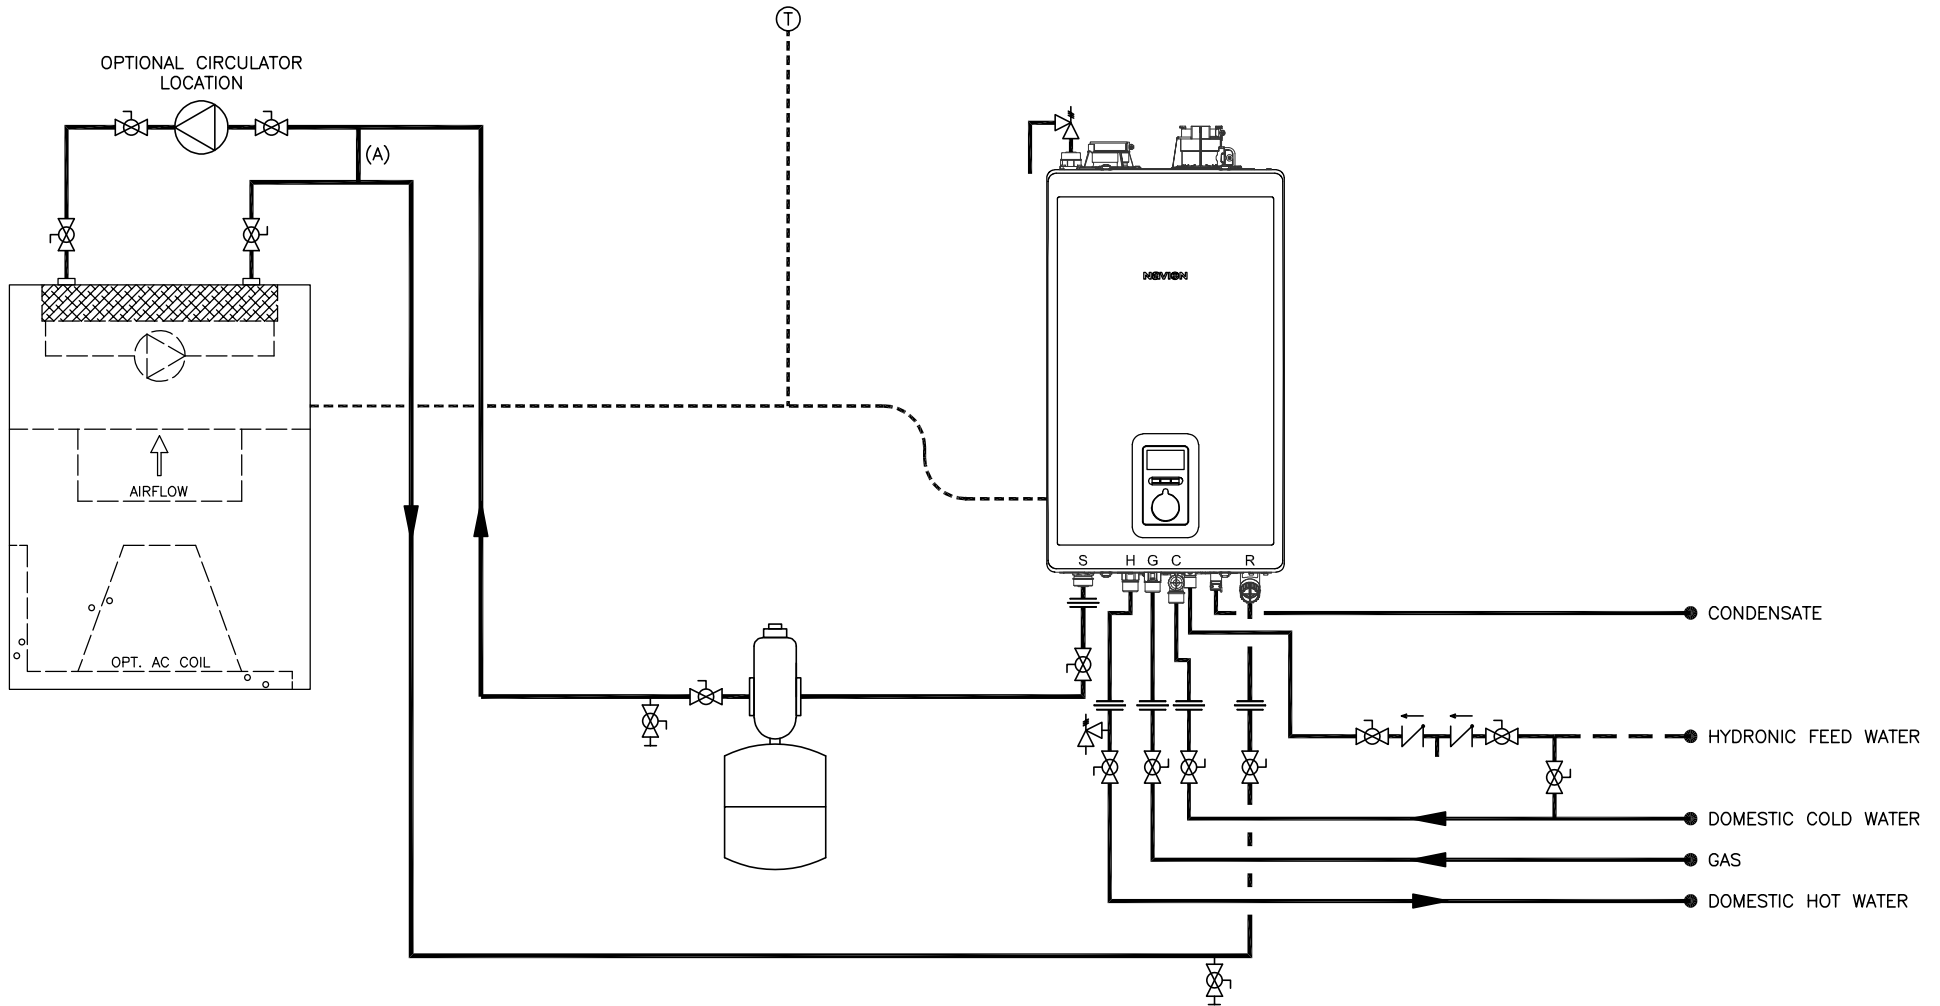 T
OPTIONAL CIRCULATOR
LOCATION
(A)
NAVIEN
AIRFLOW
OPT. AC COIL
S H G C R
CONDENSATE
HYDRONIC FEED WATER
DOMESTIC COLD WATER
GAS
DOMESTIC HOT WATER